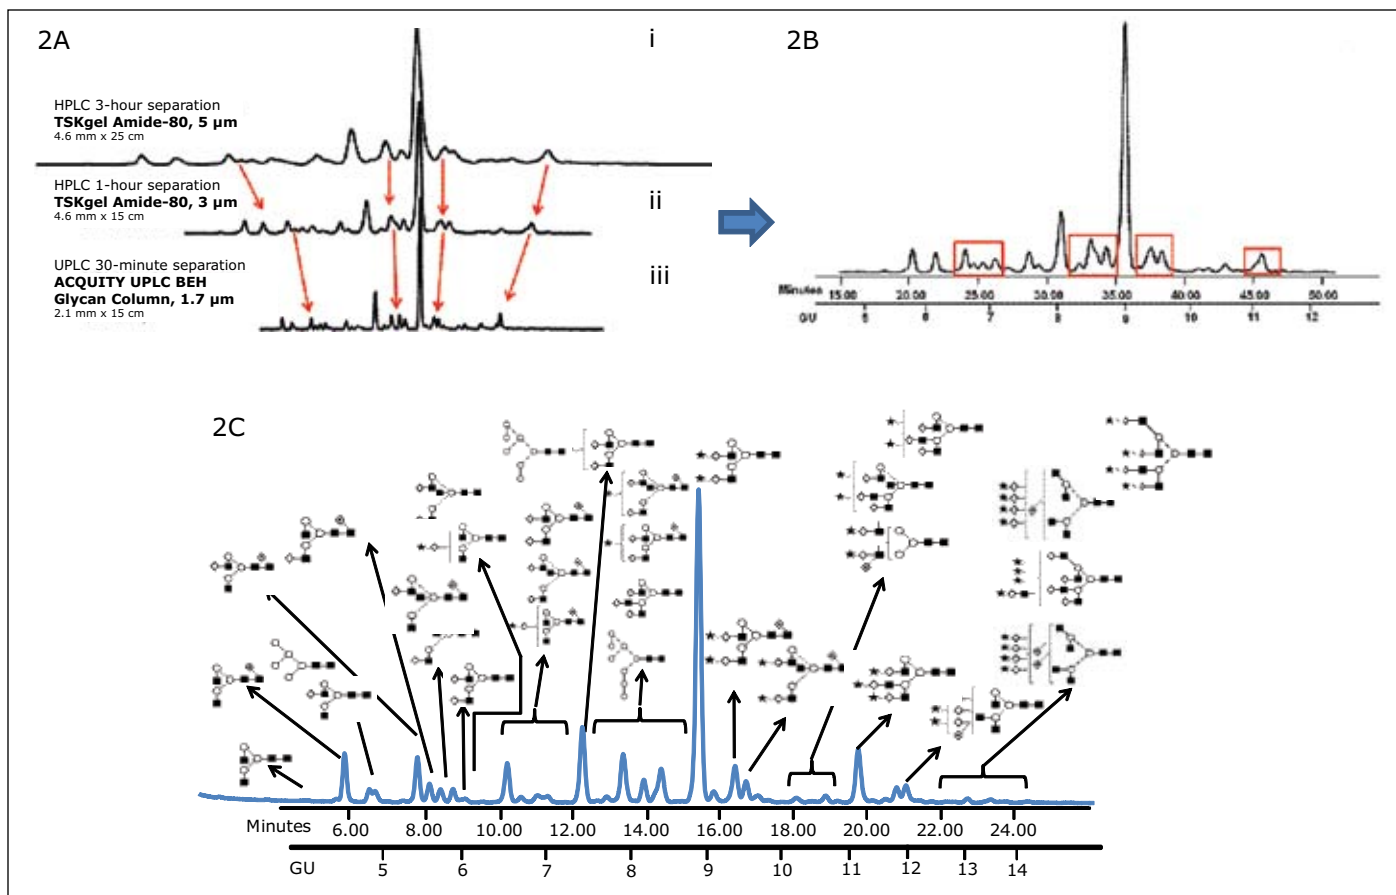 2A
i
HPLC 3-hour separation
TSKgel Amide-80, 5 µm
4.6 mm x 25 cm
HPLC 1-hour separation
TSKgel Amide-80, 3 µm
4.6 mm x 15 cm
ii
UPLC 30-minute separation
ACQUITY UPLC BEH
Glycan Column, 1.7 µm
2.1 mm x 15 cm
iii
2B
Minutes 15.00 20.00 25.00 30.00 35.00 40.00 45.00 50.00
GU 5 6 7 8 9 10 11 12
2C
Minutes 6.00 8.00 10.00 12.00 14.00 16.00 18.00 20.00 22.00 24.00
GU 5 6 7 8 9 10 11 12 13 14